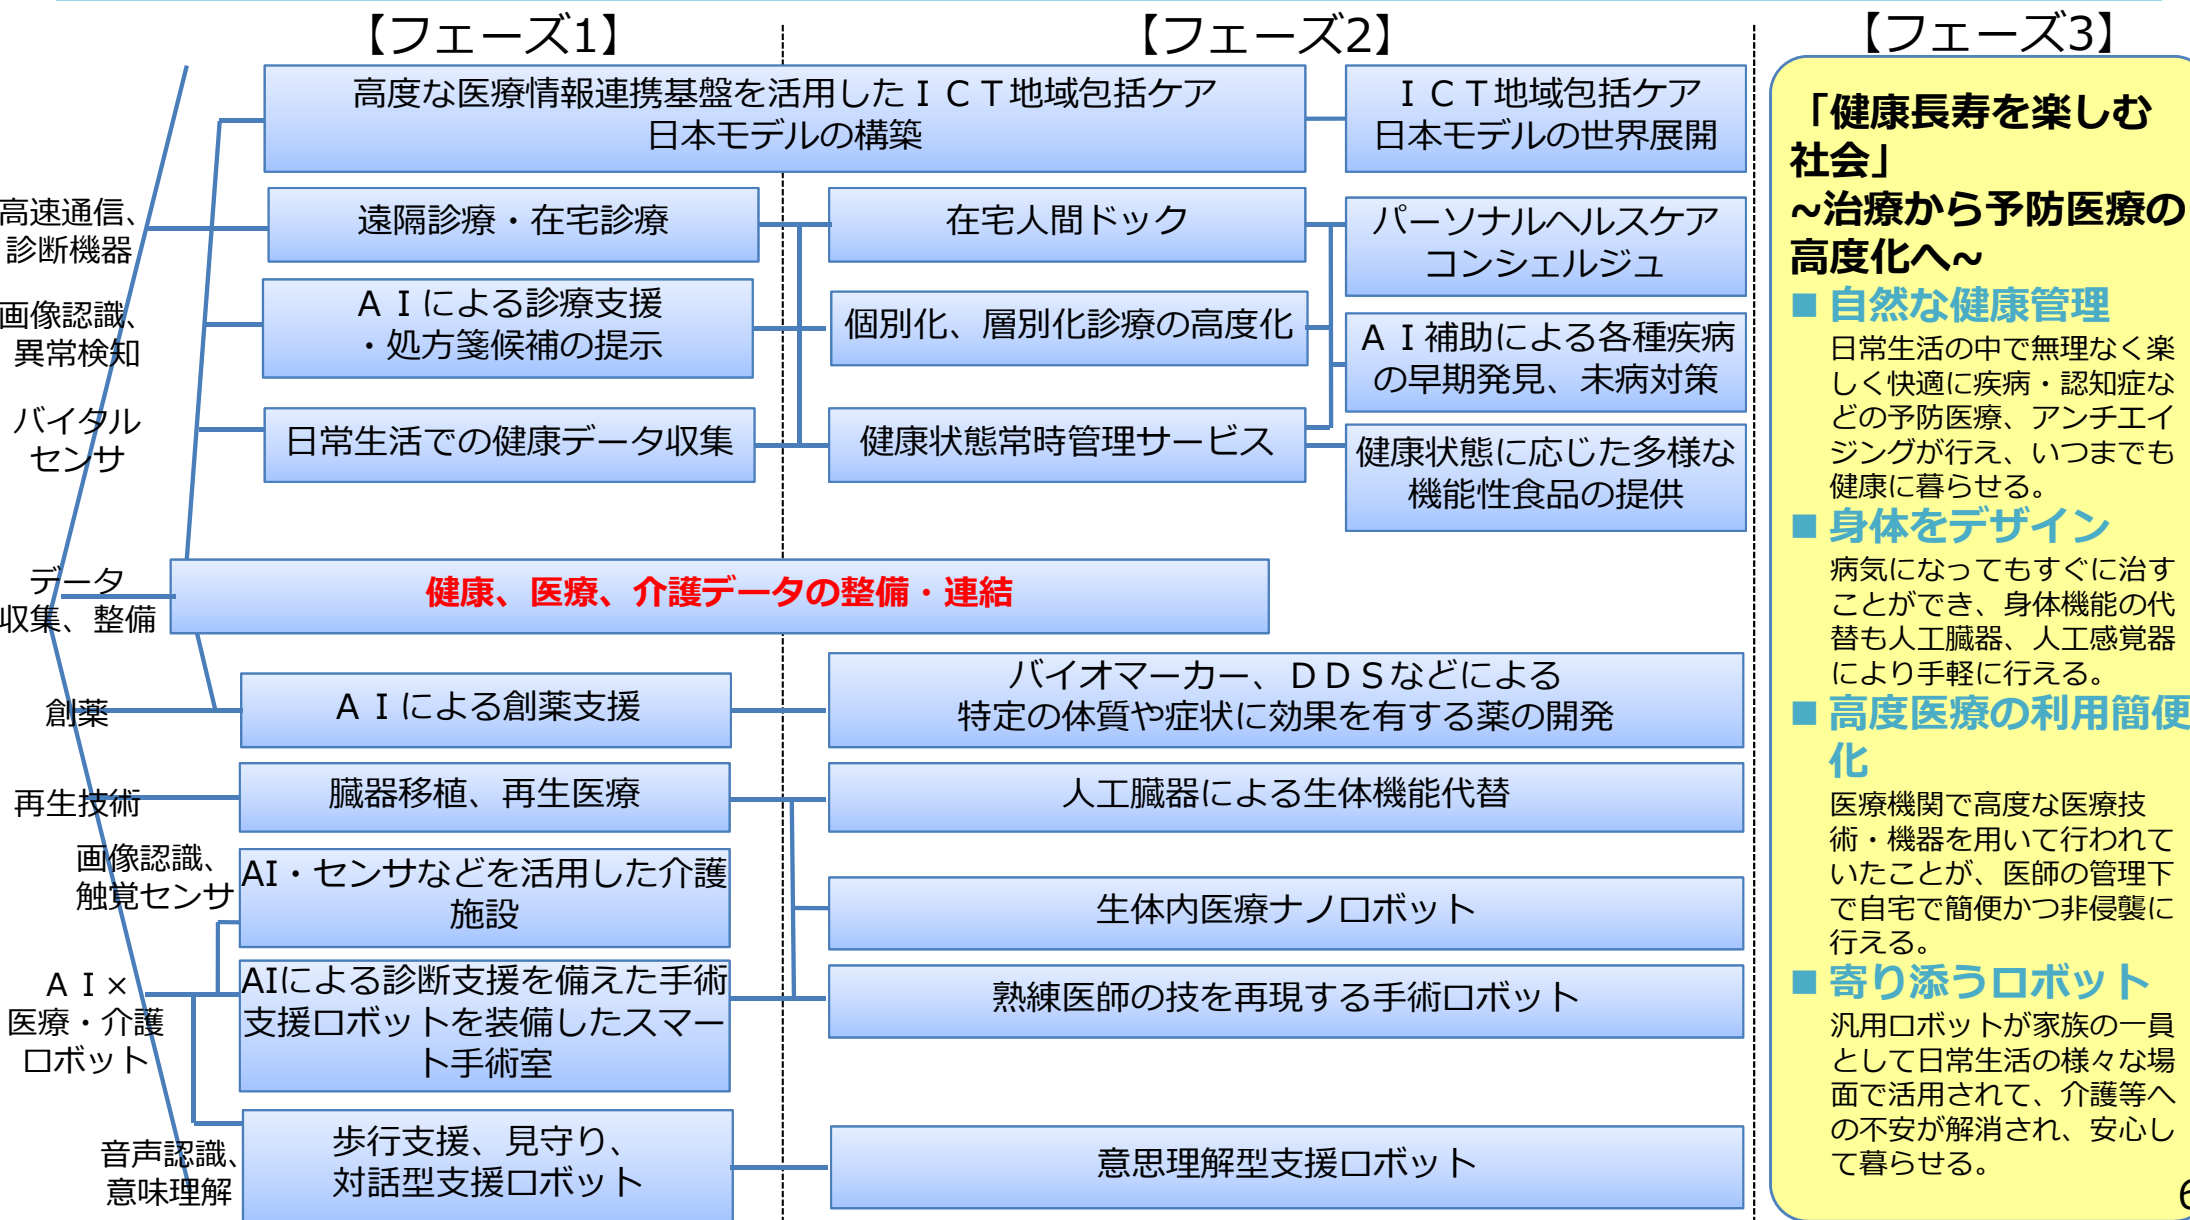 【フェーズ1】
【フェーズ2】
【フェーズ3】
高度な医療情報連携基盤を活用したＩＣＴ地域包括ケア
日本モデルの構築
ＩＣＴ地域包括ケア
日本モデルの世界展開
高速通信、
診断機器
遠隔診療・在宅診療
在宅人間ドック
パーソナルヘルスケア
コンシェルジュ
画像認識、
異常検知
ＡＩによる診療支援
・処方箋候補の提示
個別化、層別化診療の高度化
ＡＩ補助による各種疾病
の早期発見、未病対策
バイタル
センサ
日常生活での健康データ収集
健康状態常時管理サービス
健康状態に応じた多様な
機能性食品の提供
データ
収集、整備
健康、医療、介護データの整備・連結
創薬
ＡＩによる創薬支援
バイオマーカー、ＤＤＳなどによる
特定の体質や症状に効果を有する薬の開発
再生技術
臓器移植、再生医療
人工臓器による生体機能代替
画像認識、
触覚センサ
AI・センサなどを活用した介護
施設
生体内医療ナノロボット
ＡＩ×
医療・介護
ロボット
AIによる診断支援を備えた手術
支援ロボットを装備したスマー
ト手術室
熟練医師の技を再現する手術ロボット
音声認識、
意味理解
歩行支援、見守り、
対話型支援ロボット
意思理解型支援ロボット
「健康長寿を楽しむ
社会」
~治療から予防医療の
高度化へ~
■ 自然な健康管理
日常生活の中で無理なく楽
しく快適に疾病・認知症な
どの予防医療、アンチエイ
ジングが行え、いつまでも
健康に暮らせる。
■ 身体をデザイン
病気になってもすぐに治す
ことができ、身体機能の代
替も人工臓器、人工感覚器
により手軽に行える。
■ 高度医療の利用簡便
化
医療機関で高度な医療技
術・機器を用いて行われて
いたことが、医師の管理下
で自宅で簡便かつ非侵襲に
行える。
■ 寄り添うロボット
汎用ロボットが家族の一員
として日常生活の様々な場
面で活用されて、介護等へ
の不安が解消され、安心し
て暮らせる。
6